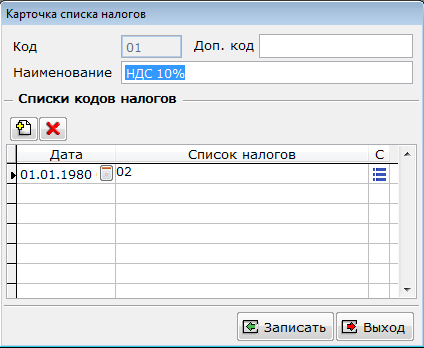 Карточка списка налогов
Код 01 Доп. код
Наименование НДС 10%
Списки кодов налогов
Дата Список налогов С
01.01.1980 02
Записать Выход